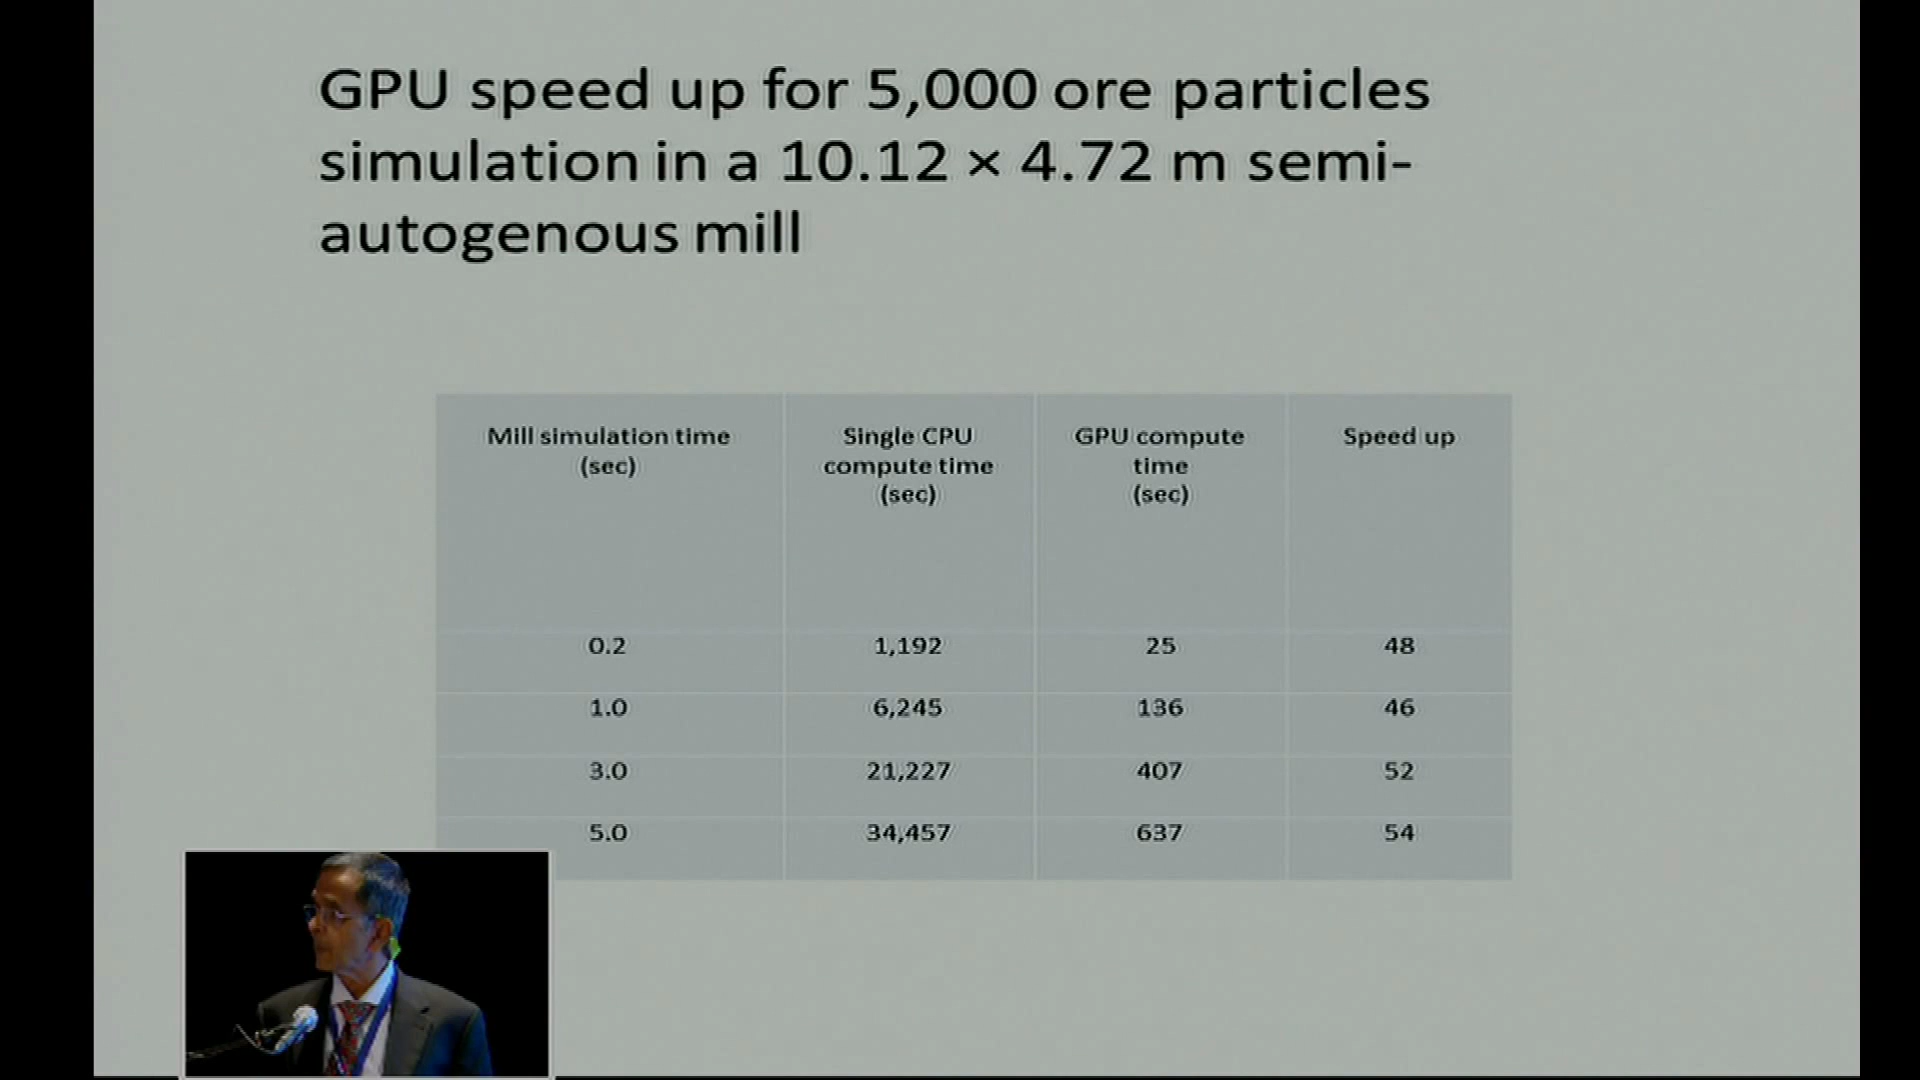 GPU speed up for 5,000 ore particles
simulation in a 10.12 × 4.72 m semi-
autogenous mill
Mill simulation time
(sec)
Single CPU
compute time
(sec)
GPU compute
time
(sec)
Speed up
0.2 1,192 25 48
1.0 6,245 136 46
3.0 21,227 407 52
5.0 34,457 637 54